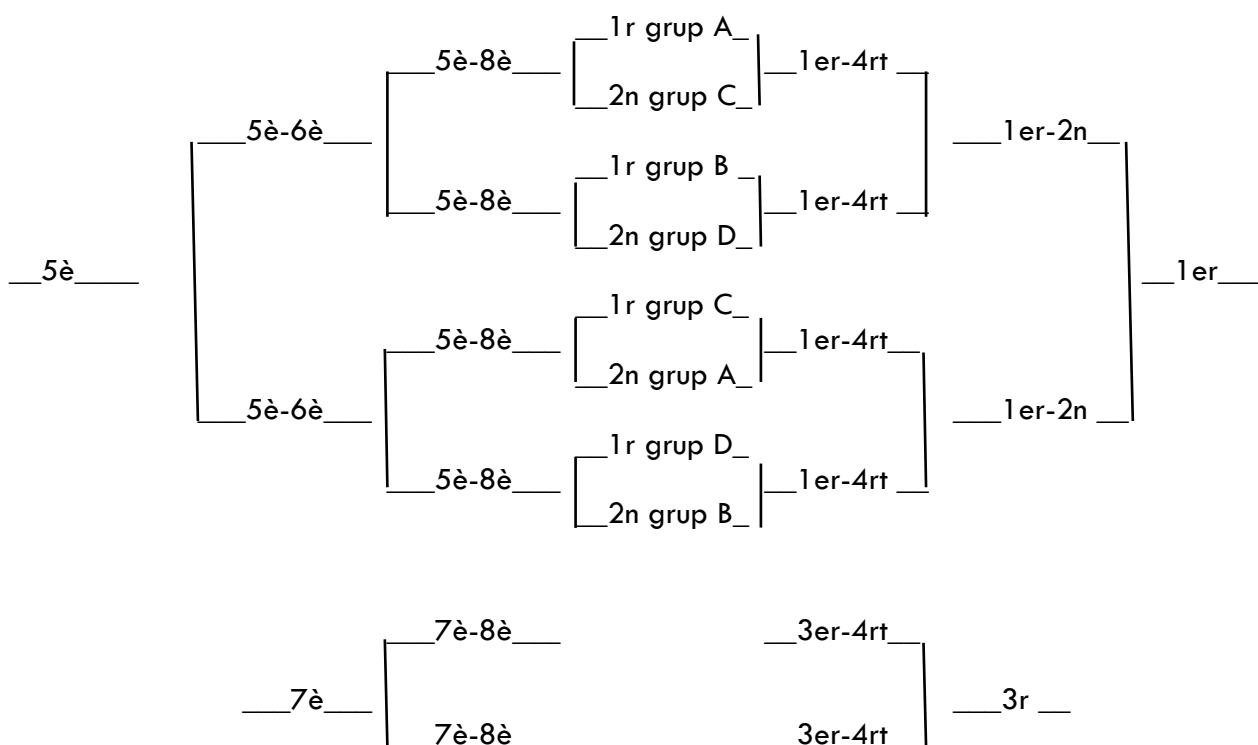 __1r grup A_
___5è-8è___ __1er-4rt __
__2n grup C_
___5è-6è___ ___1er-2n__
__1r grup B _
___5è-8è___ __1er-4rt __
__2n grup D_
__5è____ __1er___
__1r grup C_
___5è-8è___ __1er-4rt__
__2n grup A_
___5è-6è___ ___1er-2n __
__1r grup D_
___5è-8è___ __1er-4rt __
__2n grup B_
___7è-8è___ __3er-4rt__
___7è___ ___3r __
7è-8è 3er-4rt